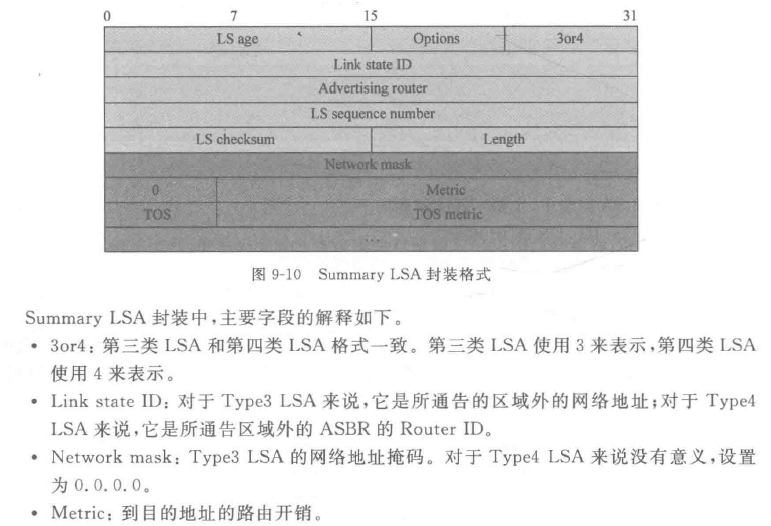 0 7 15 31
LS age Options 3or4
Link state ID
Advertising router
LS sequence number
LS checksum Length
Network mask
0 Metric
TOS TOS metric
...
图 9-10 Summary LSA 封装格式
Summary LSA 封装中,主要字段的解释如下。
• 3or4：第三类 LSA 和第四类 LSA 格式一致。第三类 LSA 使用 3 来表示,第四类 LSA
使用 4 来表示。
• Link state ID：对于 Type3 LSA 来说,它是所通告的区域外的网络地址;对于 Type4
LSA 来说,它是所通告区域外的 ASBR 的 Router ID。
• Network mask：Type3 LSA 的网络地址掩码。对于 Type4 LSA 来说没有意义,设置
为 0.0.0.0。
• Metric：到目的地址的路由开销。